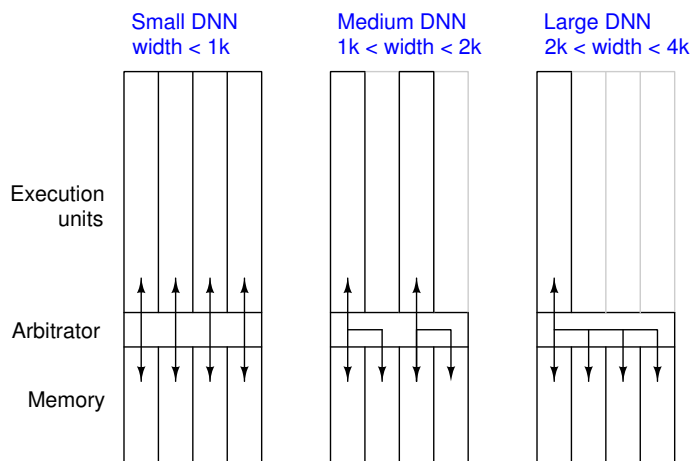 Small DNN
width < 1k
Medium DNN
1k < width < 2k
Large DNN
2k < width < 4k
Execution
units
Arbitrator
Memory